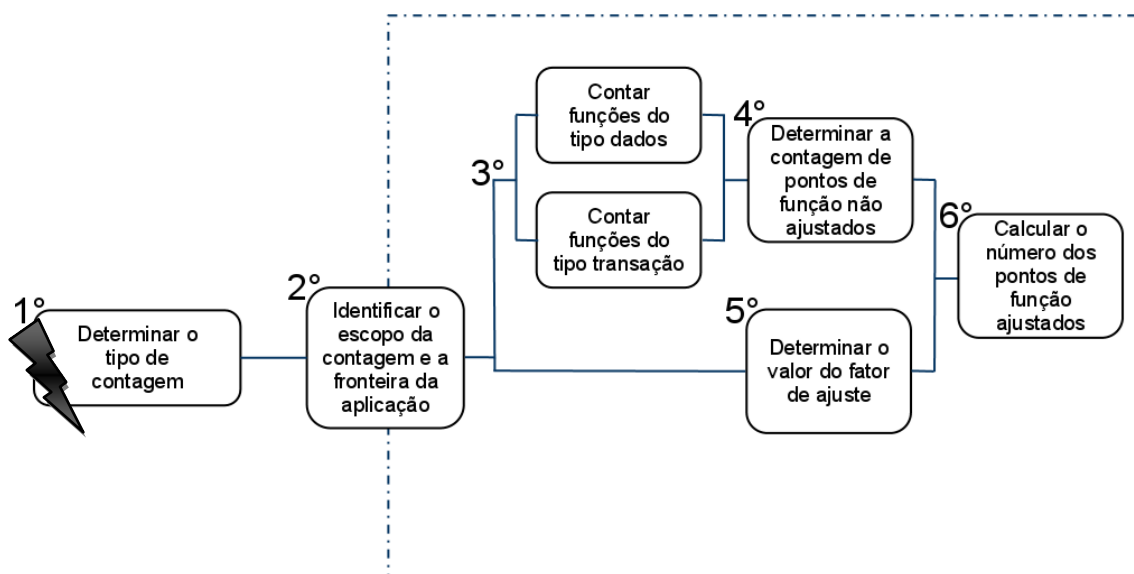 1°
Determinar o
tipo de
contagem
2°
Identificar o
escopo da
contagem e a
fronteira da
aplicação
3°
Contar
funções do
tipo dados
Contar
funções do
tipo transação
4°
Determinar a
contagem de
pontos de
função não
ajustados
5°
Determinar o
valor do fator
de ajuste
6°
Calcular o
número dos
pontos de
função
ajustados